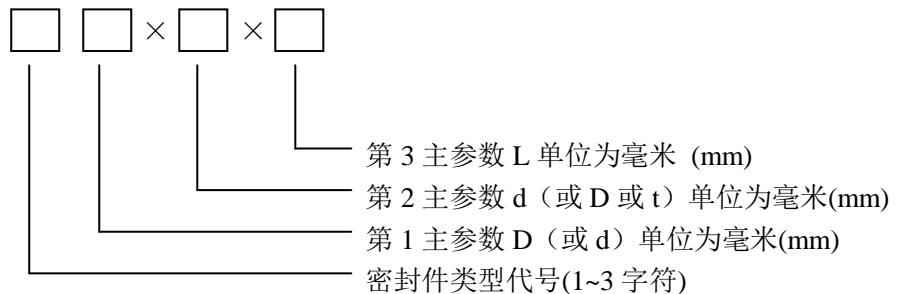 □ □ × □ × □
第 3 主参数 L 单位为毫米 (mm)
第 2 主参数 d（或 D 或 t）单位为毫米(mm)
第 1 主参数 D（或 d）单位为毫米(mm)
密封件类型代号(1~3 字符)